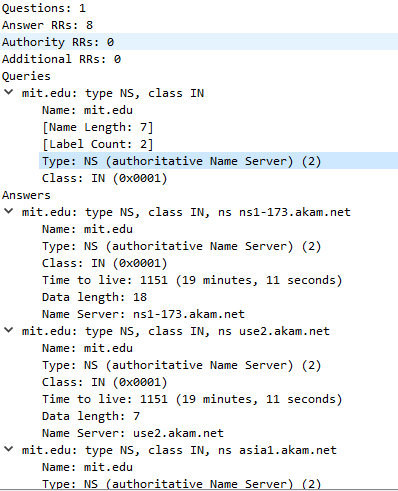 Questions: 1
Answer RRs: 8
Authority RRs: 0
Additional RRs: 0
Queries
mit.edu: type NS, class IN
Name: mit.edu
[Name Length: 7]
[Label Count: 2]
Type: NS (authoritative Name Server) (2)
Class: IN (0x0001)
Answers
mit.edu: type NS, class IN, ns ns1-173.akam.net
Name: mit.edu
Type: NS (authoritative Name Server) (2)
Class: IN (0x0001)
Time to live: 1151 (19 minutes, 11 seconds)
Data length: 18
Name Server: ns1-173.akam.net
mit.edu: type NS, class IN, ns use2.akam.net
Name: mit.edu
Type: NS (authoritative Name Server) (2)
Class: IN (0x0001)
Time to live: 1151 (19 minutes, 11 seconds)
Data length: 7
Name Server: use2.akam.net
mit.edu: type NS, class IN, ns asia1.akam.net
Name: mit.edu
Type: NS (authoritative Name Server) (2)